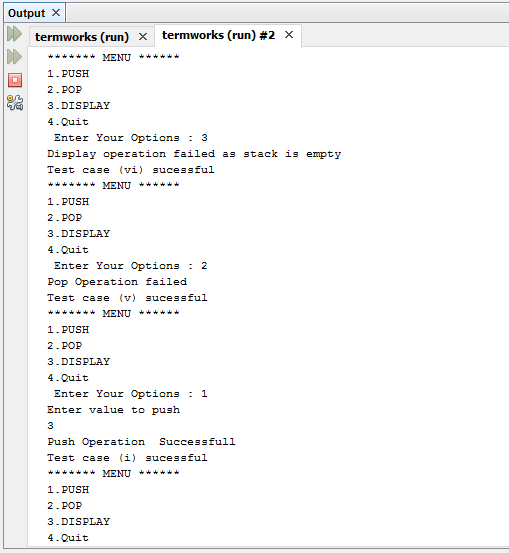 Output
termworks (run) termworks (run) #2
******* MENU ******
1.PUSH
2.POP
3.DISPLAY
4.Quit
Enter Your Options : 3
Display operation failed as stack is empty
Test case (vi) sucessful
******* MENU ******
1.PUSH
2.POP
3.DISPLAY
4.Quit
Enter Your Options : 2
Pop Operation failed
Test case (v) sucessful
******* MENU ******
1.PUSH
2.POP
3.DISPLAY
4.Quit
Enter Your Options : 1
Enter value to push
3
Push Operation  Successfull
Test case (i) sucessful
******* MENU ******
1.PUSH
2.POP
3.DISPLAY
4.Quit